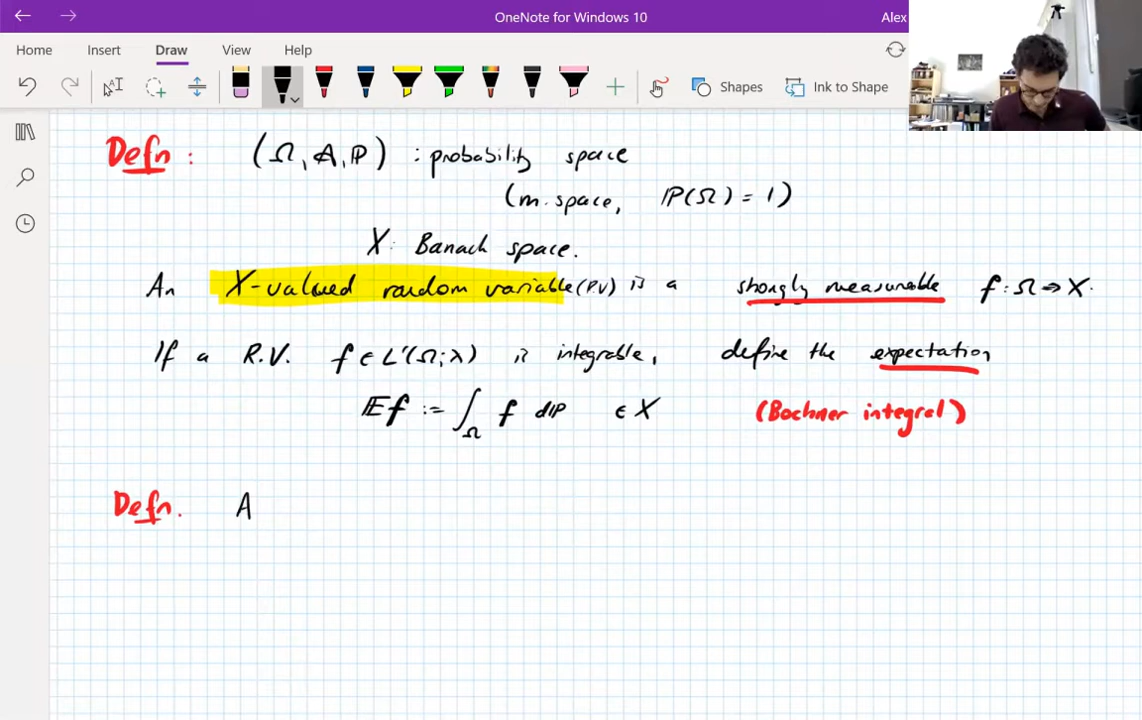 OneNote for Windows 10
Alex
Home Insert Draw View Help
Shapes Ink to Shape
Defn: (Ω, A, P) : probability space
(m. space, P(Ω) = 1)
X: Banach space.
An X-valued random variable (RV) is a strongly measurable f: Ω → X.
If a R.V. f ∈ L¹(Ω; X) is integrable, define the expectation
𝔼f := ∫_Ω f dP ∈ X (Bochner integral)
Defn. A